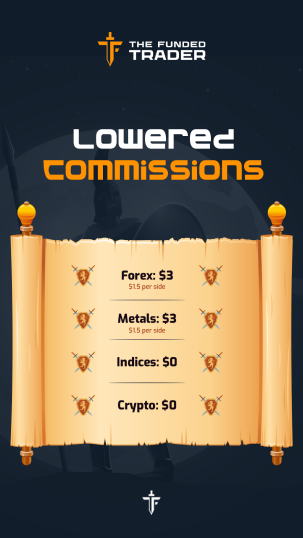 THE FUNDED
TRADER
Lowered
Commissions
Forex: $3
$1.5 per side
Metals: $3
$1.5 per side
Indices: $0
Crypto: $0